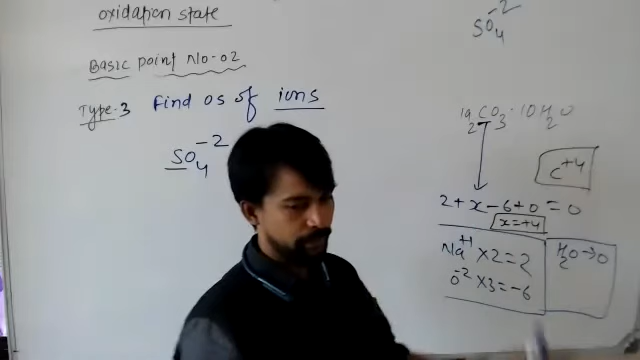 oxidation state
Basic point No-02
Type-3 Find os of ions
SO₄⁻²
SO₄⁻²
Na₂CO₃·10H₂O
C⁺⁴
2+x-6+0=0
x=+4
Na⁺¹×2=2
O⁻²×3=-6
H₂O→0